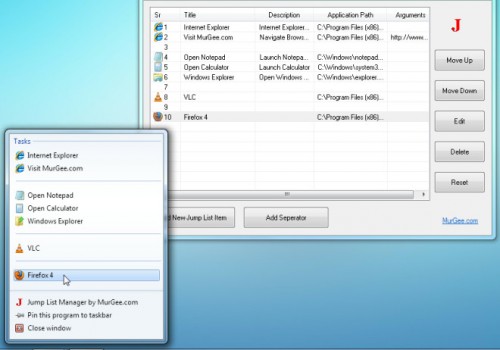 Sr Title Description Application Path Arguments
1 Internet Explorer Internet Explorer... C:\Program Files (x86)...
2 Visit MurGee.com Navigate Brows... C:\Program Files (x86)... http://www...
3
4 Open Notepad Launch Notepa... C:\Windows\notepad...
5 Open Calculator Launch Calculato... C:\Windows\system3...
6 Windows Explorer Open Windows ... C:\Windows\explorer...
7
8 VLC C:\Program Files (x86)...
9
10 Firefox 4 C:\Program Files (x86)...
J
Move Up
Move Down
Edit
Delete
Reset
New Jump List Item
Add Seperator
MurGee.com
Tasks
Internet Explorer
Visit MurGee.com
Open Notepad
Open Calculator
Windows Explorer
VLC
Firefox 4
J Jump List Manager by MurGee.com
Pin this program to taskbar
Close window